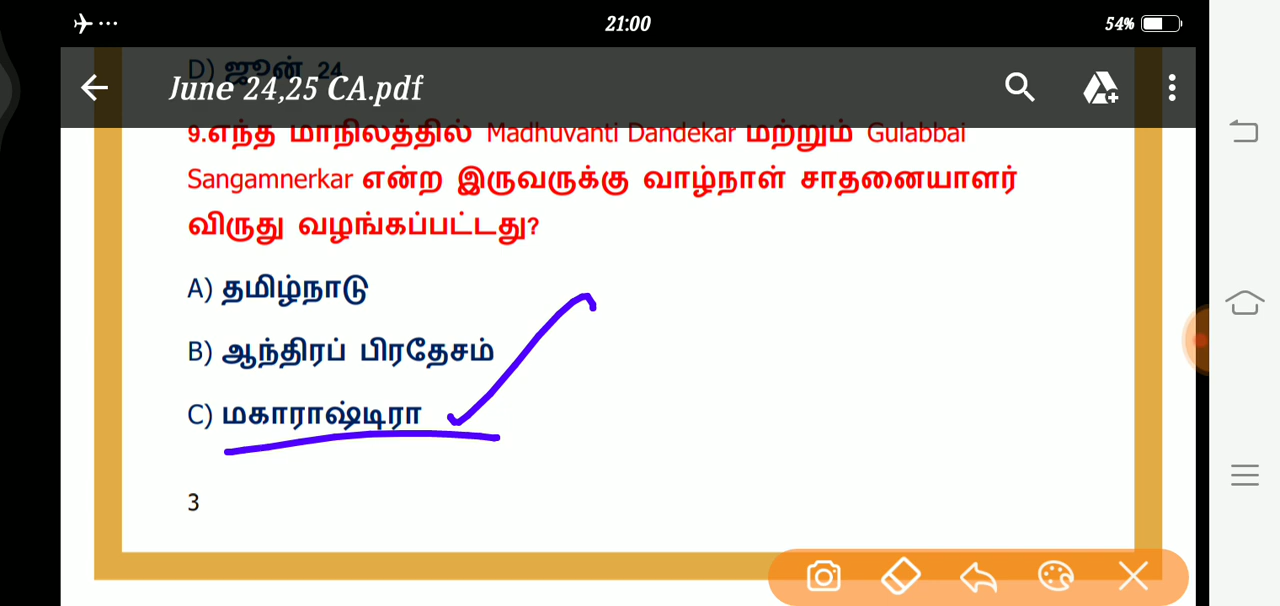 21:00
54%
D) ஜூன் 24
June 24,25 CA.pdf
9.எந்த மாநிலத்தில் Madhuvanti Dandekar மற்றும் Gulabbai
Sangamnerkar என்ற இருவருக்கு வாழ்நாள் சாதனையாளர்
விருது வழங்கப்பட்டது?
A) தமிழ்நாடு
B) ஆந்திரப் பிரதேசம்
C) மகாராஷ்டிரா
3